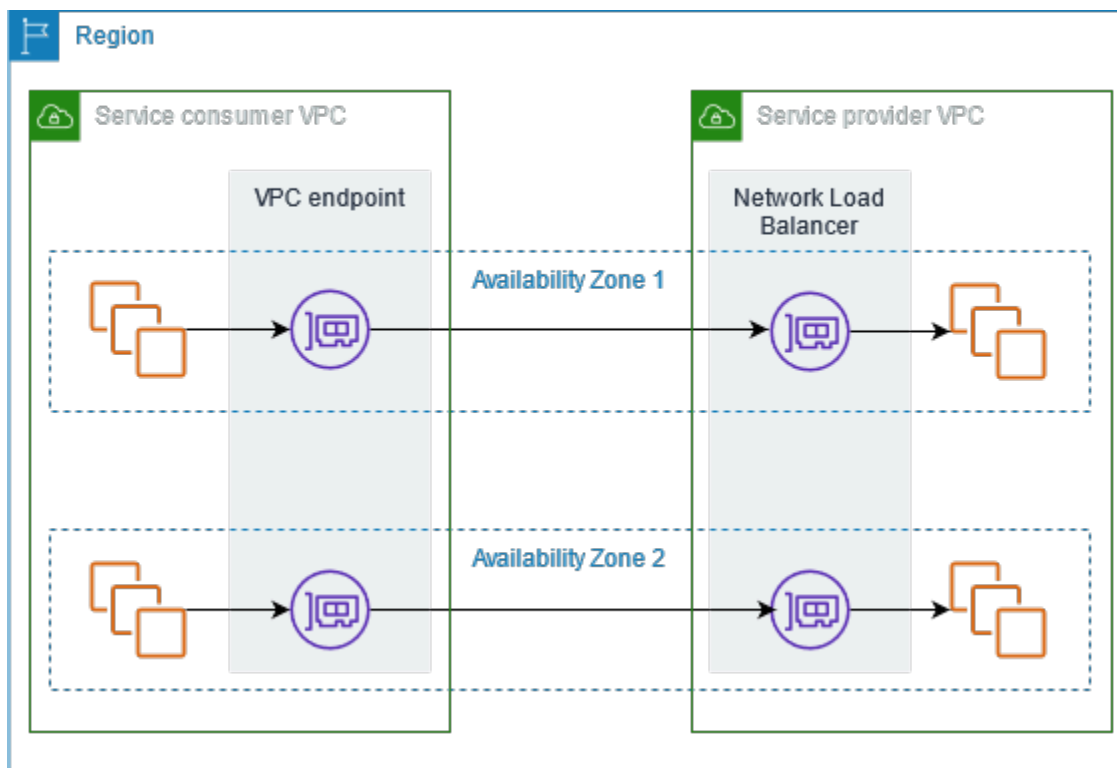 Region
Service consumer VPC
Service provider VPC
VPC endpoint
Network Load
Balancer
Availability Zone 1
Availability Zone 2